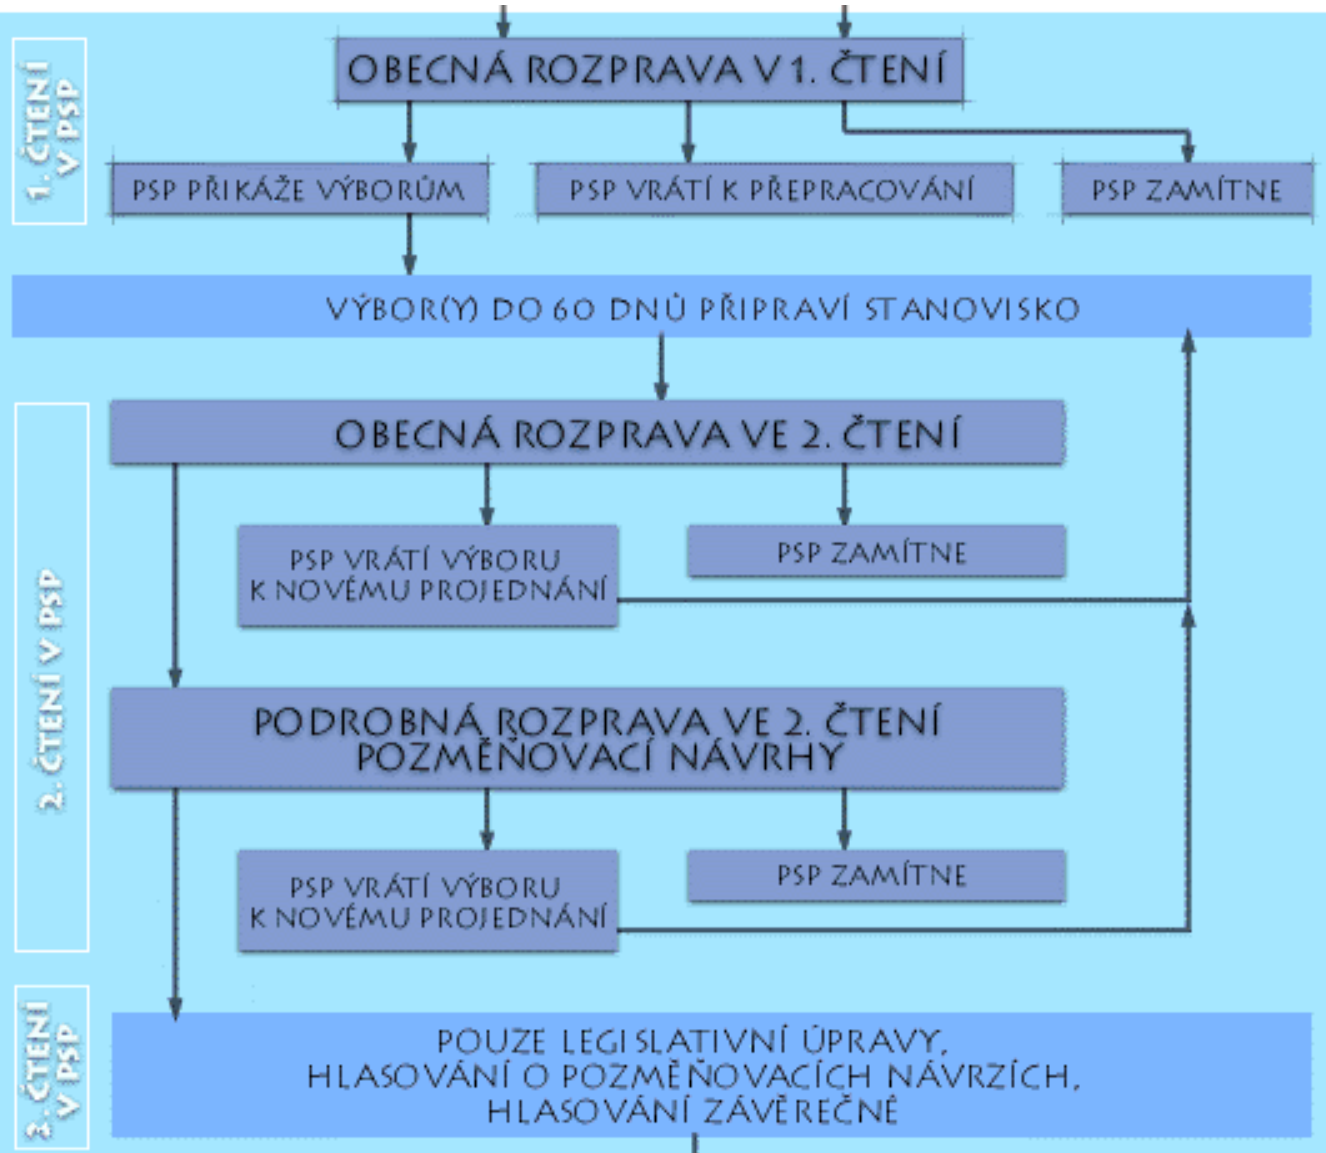 1. ČTENÍ
V PSP
OBECNÁ ROZPRAVA V 1. ČTENÍ
PSP PŘIKÁŽE VÝBORŮM
PSP VRÁTÍ K PŘEPRACOVÁNÍ
PSP ZAMÍTNE
VÝBOR(Y) DO 60 DNŮ PŘIPRAVÍ STANOVISKO
2. ČTENÍ V PSP
OBECNÁ ROZPRAVA VE 2. ČTENÍ
PSP VRÁTÍ VÝBORU
K NOVÉMU PROJEDNÁNÍ
PSP ZAMÍTNE
PODROBNÁ ROZPRAVA VE 2. ČTENÍ
POZMĚŇOVACÍ NÁVRHY
PSP VRÁTÍ VÝBORU
K NOVÉMU PROJEDNÁNÍ
PSP ZAMÍTNE
3. ČTENÍ
V PSP
POUZE LEGISLATIVNÍ ÚPRAVY,
HLASOVÁNÍ O POZMĚŇOVACÍCH NÁVRZÍCH,
HLASOVÁNÍ ZÁVĚREČNÉ